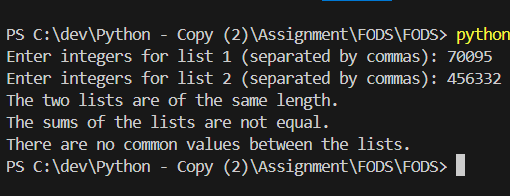 PS C:\dev\Python - Copy (2)\Assignment\FODS\FODS> python
Enter integers for list 1 (separated by commas): 70095
Enter integers for list 2 (separated by commas): 456332
The two lists are of the same length.
The sums of the lists are not equal.
There are no common values between the lists.
PS C:\dev\Python - Copy (2)\Assignment\FODS\FODS>